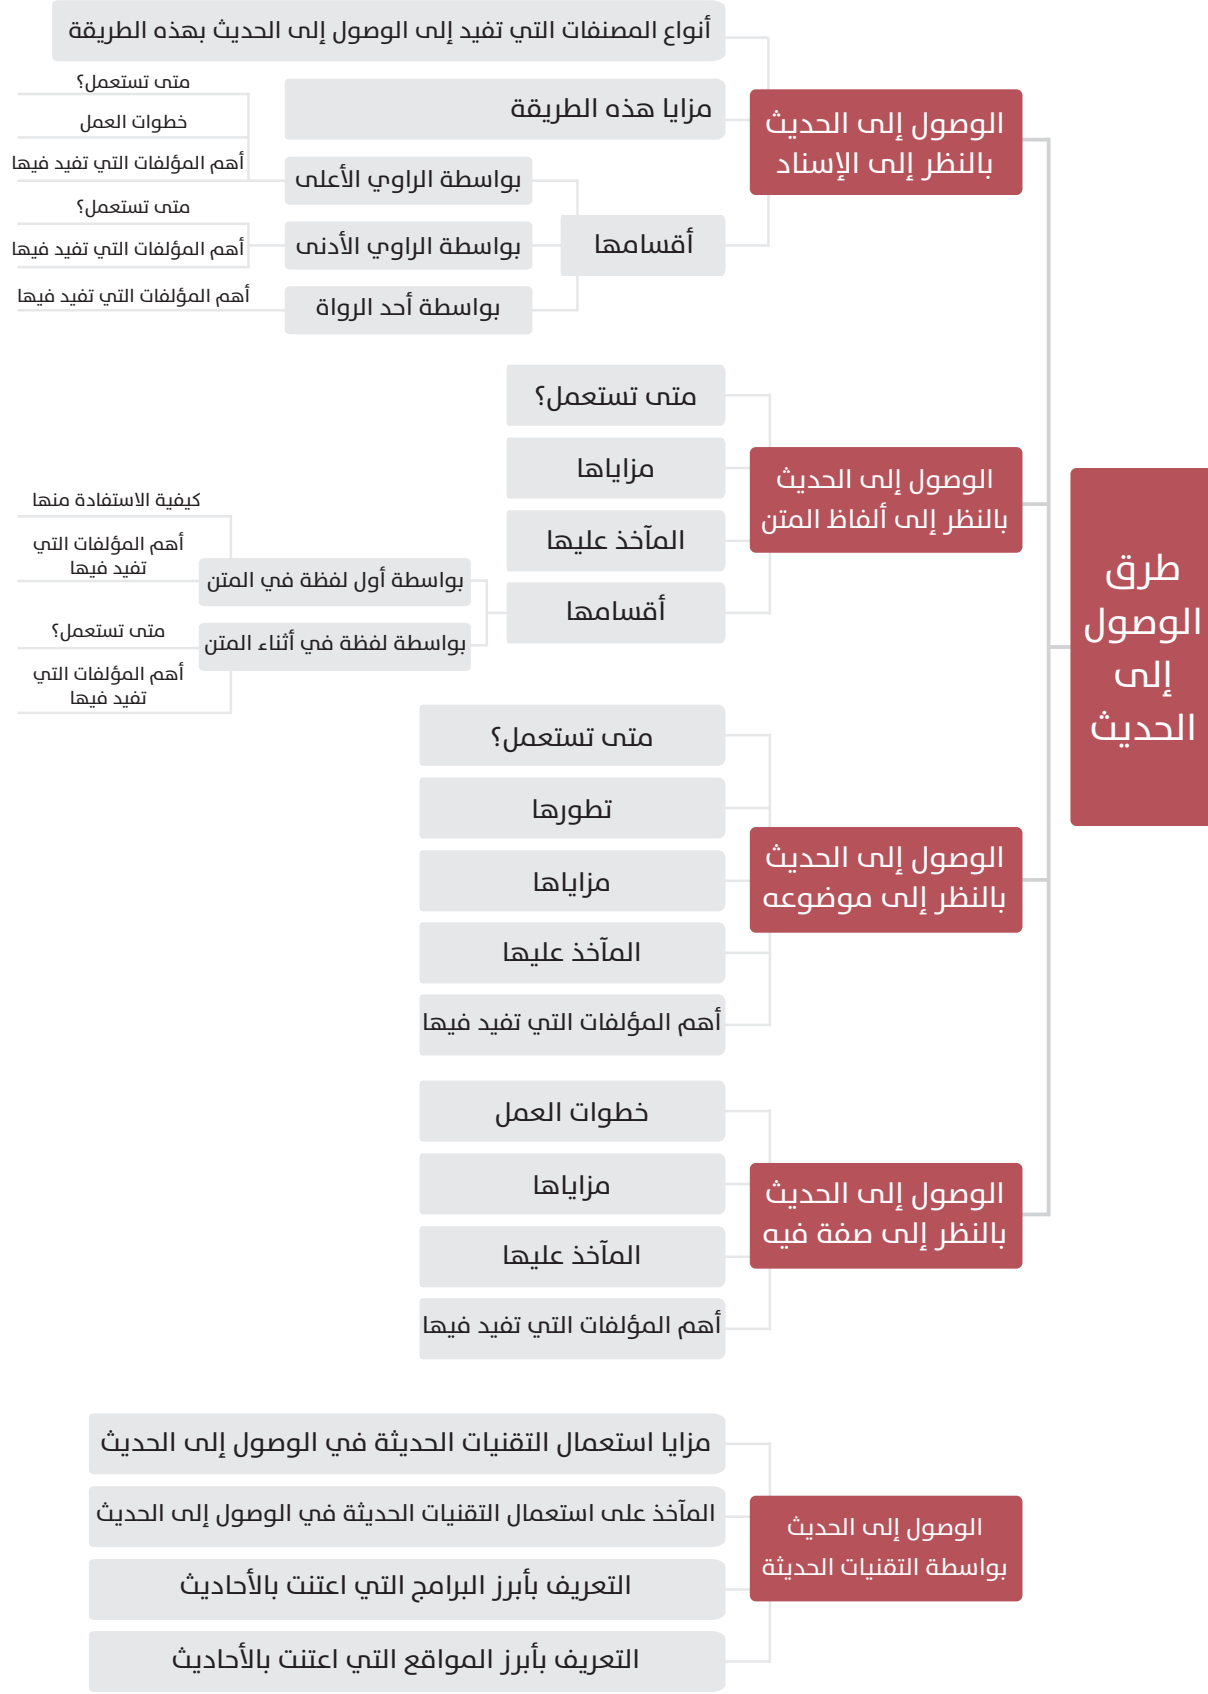 طرق
الوصول
إلى
الحديث
الوصول إلى الحديث
بالنظر إلى الإسناد
أنواع المصنفات التي تفيد إلى الوصول إلى الحديث بهذه الطريقة
مزايا هذه الطريقة
أقسامها
بواسطة الراوي الأعلى
متى تستعمل؟
خطوات العمل
أهم المؤلفات التي تفيد فيها
بواسطة الراوي الأدنى
متى تستعمل؟
أهم المؤلفات التي تفيد فيها
بواسطة أحد الرواة
أهم المؤلفات التي تفيد فيها
الوصول إلى الحديث
بالنظر إلى ألفاظ المتن
متى تستعمل؟
مزاياها
المآخذ عليها
أقسامها
بواسطة أول لفظة في المتن
كيفية الاستفادة منها
أهم المؤلفات التي
تفيد فيها
بواسطة لفظة في أثناء المتن
متى تستعمل؟
أهم المؤلفات التي
تفيد فيها
الوصول إلى الحديث
بالنظر إلى موضوعه
متى تستعمل؟
تطورها
مزاياها
المآخذ عليها
أهم المؤلفات التي تفيد فيها
الوصول إلى الحديث
بالنظر إلى صفة فيه
خطوات العمل
مزاياها
المآخذ عليها
أهم المؤلفات التي تفيد فيها
الوصول إلى الحديث
بواسطة التقنيات الحديثة
مزايا استعمال التقنيات الحديثة في الوصول إلى الحديث
المآخذ على استعمال التقنيات الحديثة في الوصول إلى الحديث
التعريف بأبرز البرامج التي اعتنت بالأحاديث
التعريف بأبرز المواقع التي اعتنت بالأحاديث